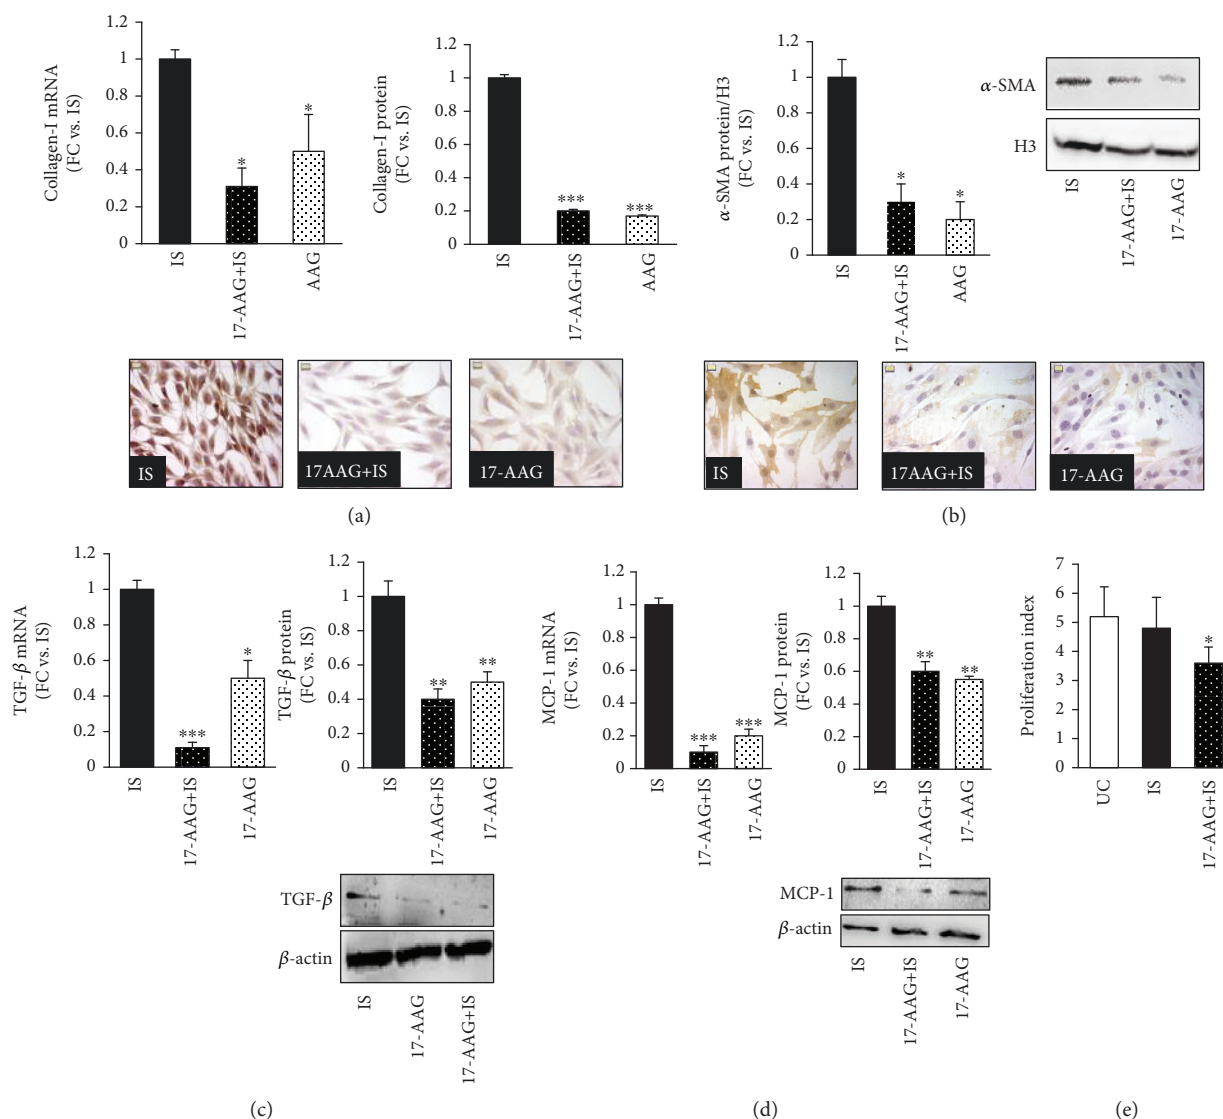 Collagen-I mRNA
(FC vs. IS)
1.2
1
0.8
0.6
0.4
0.2
0
*
*
IS
17-AAG+IS
AAG
Collagen-I protein
(FC vs. IS)
1.2
1
0.8
0.6
0.4
0.2
0
***
***
IS
17-AAG+IS
AAG
α-SMA protein/H3
(FC vs. IS)
1.2
1
0.8
0.6
0.4
0.2
0
*
*
IS
17-AAG+IS
AAG
α-SMA
H3
IS
17-AAG+IS
17-AAG
IS
17AAG+IS
17-AAG
(a)
IS
17AAG+IS
17-AAG
(b)
TGF-β mRNA
(FC vs. IS)
1.2
1
0.8
0.6
0.4
0.2
0
***
*
IS
17-AAG+IS
17-AAG
TGF-β protein
(FC vs. IS)
1.2
1
0.8
0.6
0.4
0.2
0
**
**
IS
17-AAG+IS
17-AAG
TGF-β
β-actin
IS
17-AAG
17-AAG+IS
(c)
MCP-1 mRNA
(FC vs. IS)
1.2
1
0.8
0.6
0.4
0.2
0
***
***
IS
17-AAG+IS
17-AAG
MCP-1 protein
(FC vs. IS)
1.2
1
0.8
0.6
0.4
0.2
0
**
**
IS
17-AAG+IS
17-AAG
MCP-1
β-actin
IS
17-AAG+IS
17-AAG
(d)
Proliferation index
7
6
5
4
3
2
1
0
*
UC
IS
17-AAG+IS
(e)